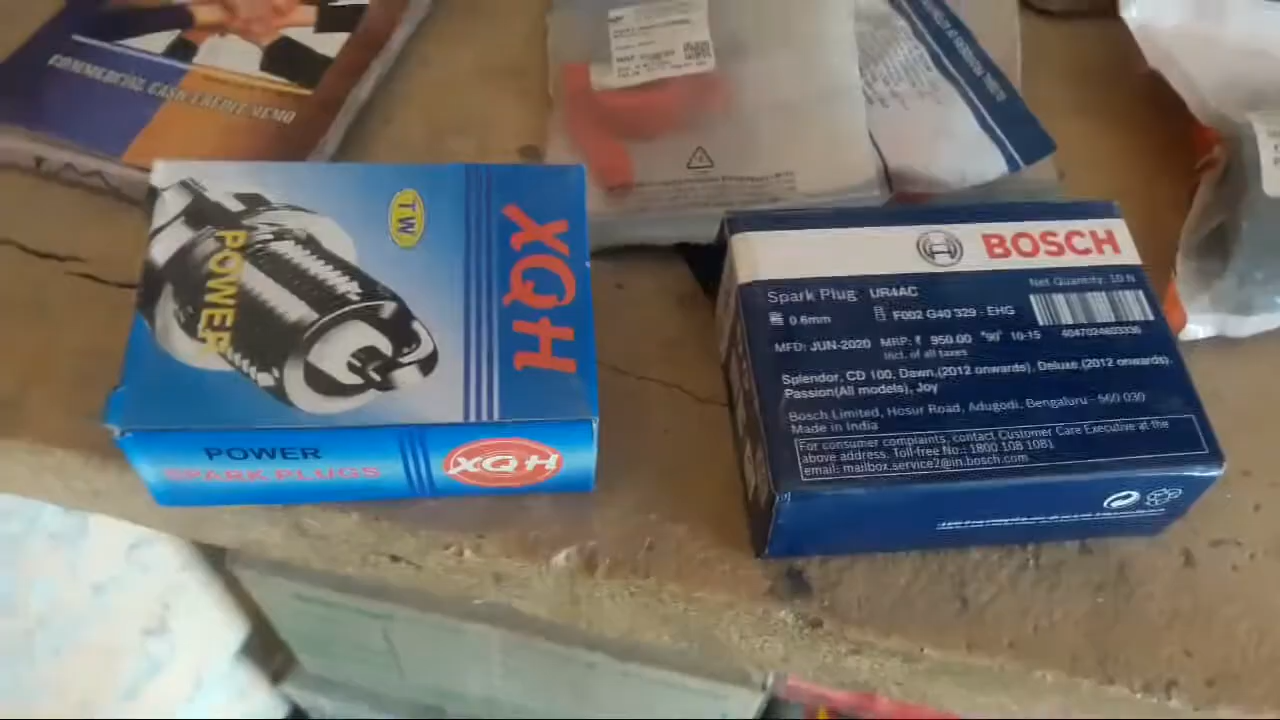 COMMERCIAL CASH/CREDIT MEMO
TW
POWER
XQH
POWER
SPARK PLUGS
XQH
BOSCH
Net Quantity: 10 N
Spark Plug UR4AC
0.6mm F002 G40 329 - EHG
4047024603336
MFD: JUN-2020 MRP: ₹ 950.00 "90" 10-15
Incl. of all taxes
Splendor, CD 100, Dawn,(2012 onwards), Deluxe,(2012 onwards)
Passion(All models), Joy
Bosch Limited, Hosur Road, Adugodi, Bengaluru - 560 030
Made in India
For consumer complaints, contact Customer Care Executive at the
above address. Toll-free No.: 1800 108 1081
email: mailbox.service2@in.bosch.com